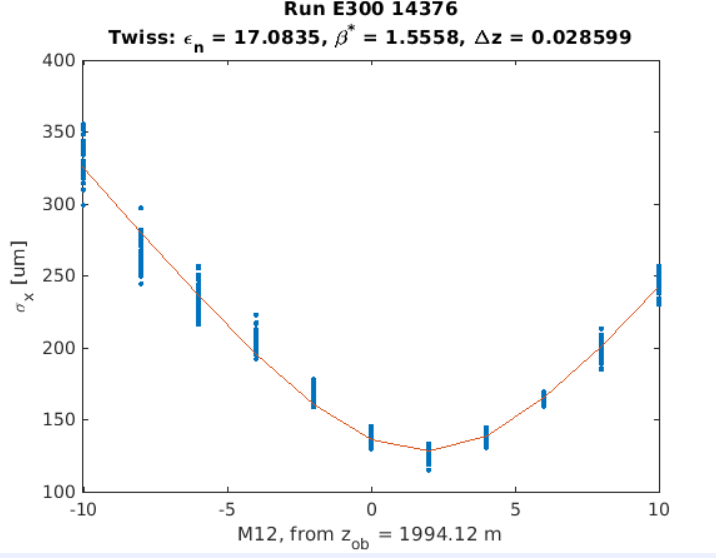 Run E300 14376
Twiss: ϵn = 17.0835, β* = 1.5558, Δz = 0.028599
400
350
300
250
200
150
100
σx [um]
-10 -5 0 5 10
M12, from zob = 1994.12 m